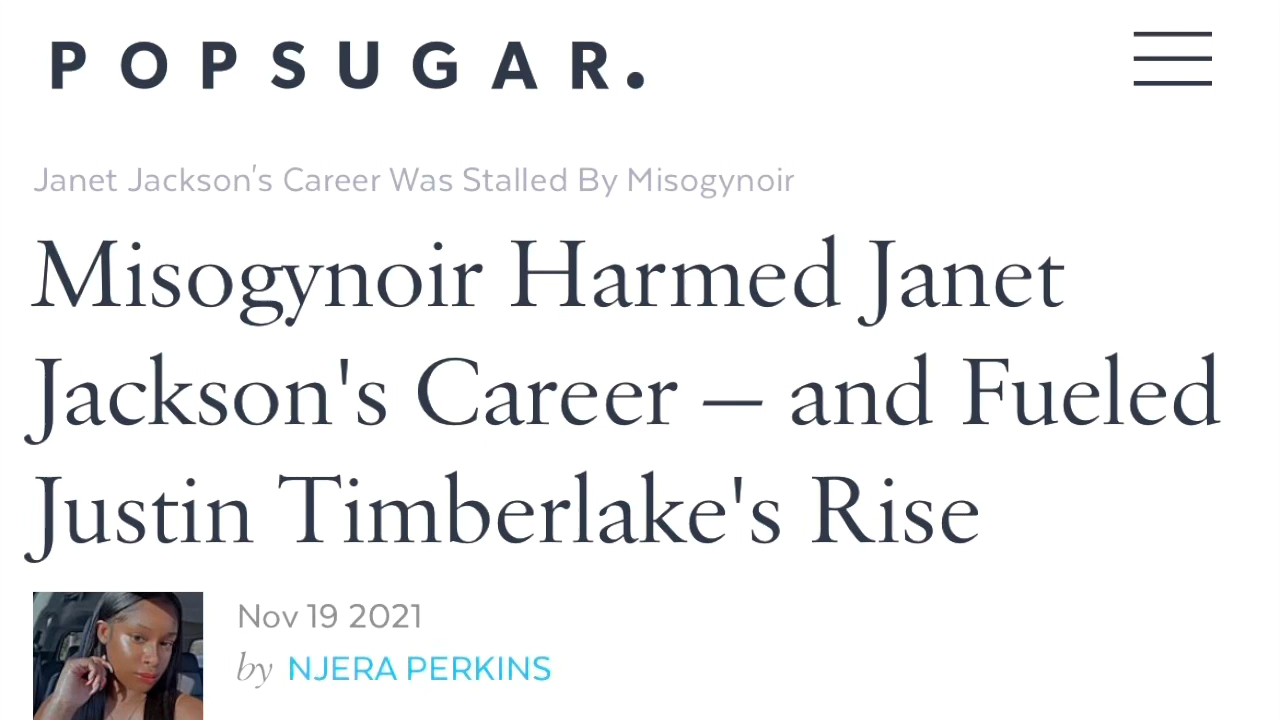 POPSUGAR.
Janet Jackson's Career Was Stalled By Misogynoir
Misogynoir Harmed Janet
Jackson's Career — and Fueled
Justin Timberlake's Rise
Nov 19 2021
by NJERA PERKINS